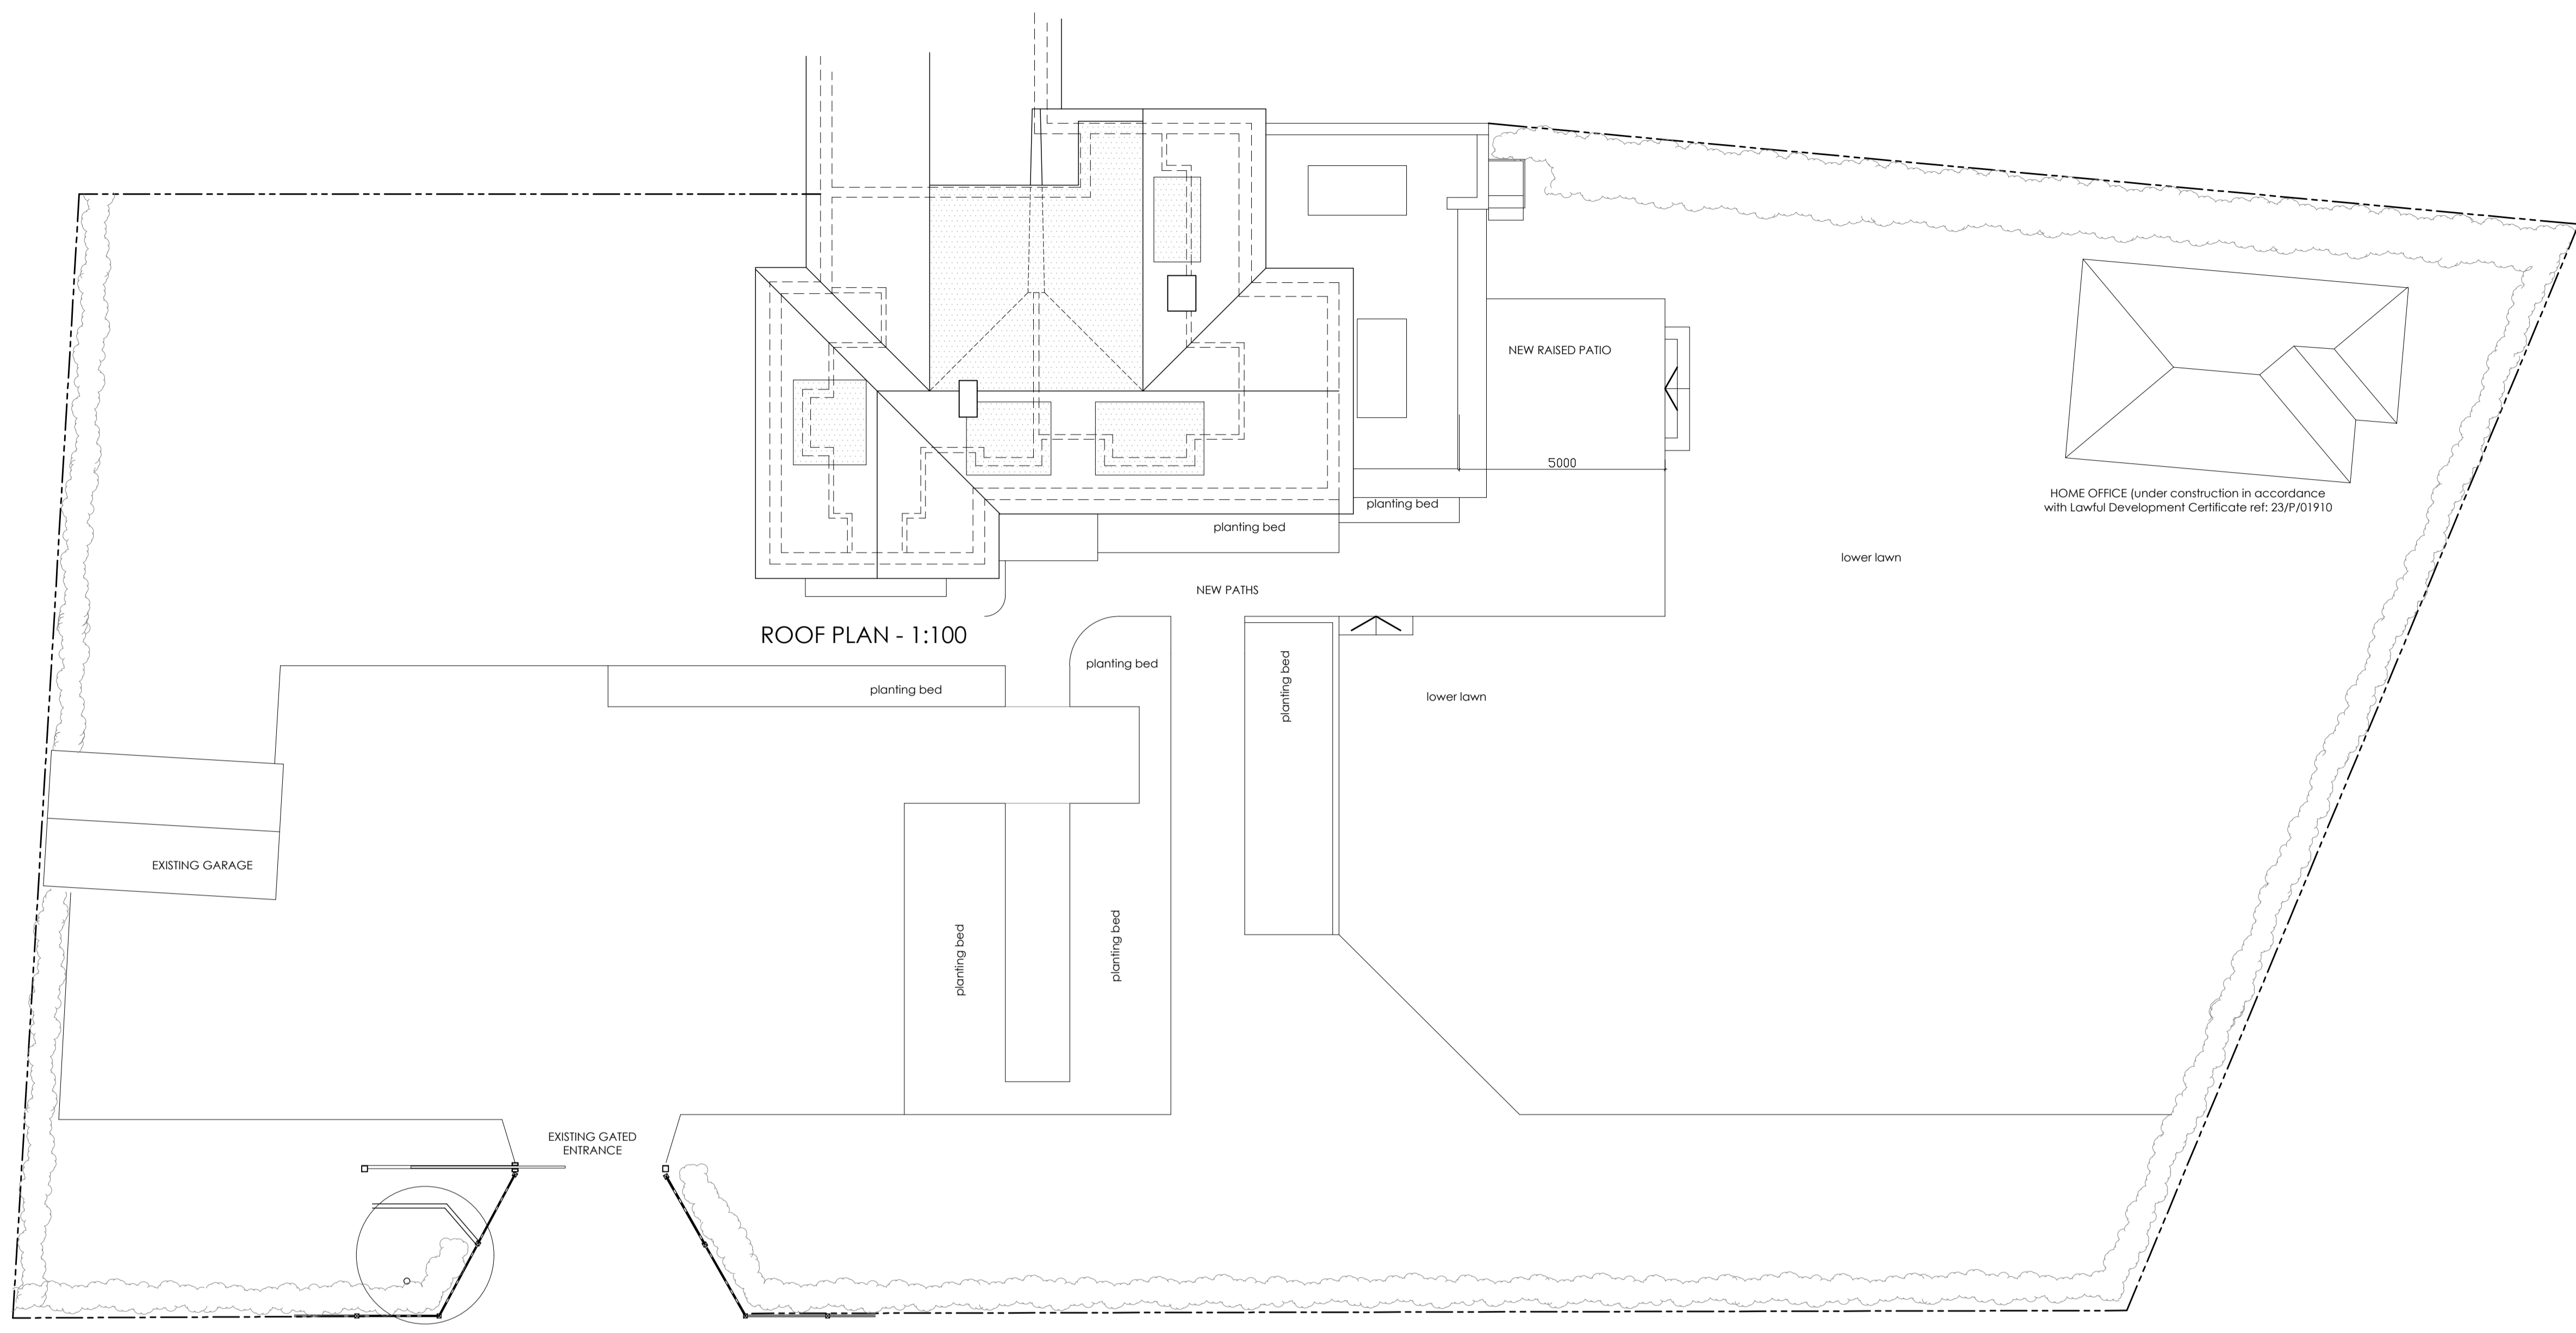 NEW RAISED PATIO
5000
planting bed
HOME OFFICE (under construction in accordance
with Lawful Development Certificate ref: 23/P/01910
planting bed
lower lawn
NEW PATHS
ROOF PLAN - 1:100
planting bed
planting bed
planting bed
lower lawn
EXISTING GARAGE
planting bed
planting bed
EXISTING GATED
ENTRANCE